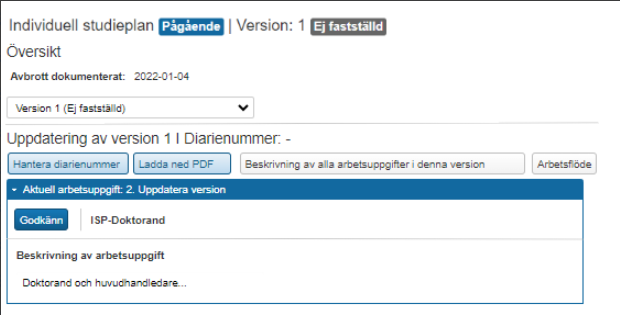 Individuell studieplan Pågående | Version: 1 Ej fastställd
Översikt
Avbrott dokumenterat: 2022-01-04
Version 1 (Ej fastställd)
Uppdatering av version 1 I Diarienummer: -
Hantera diarienummer Ladda ned PDF Beskrivning av alla arbetsuppgifter i denna version Arbetsflöde
Aktuell arbetsuppgift: 2. Uppdatera version
Godkänn ISP-Doktorand
Beskrivning av arbetsuppgift
Doktorand och huvudhandledare...